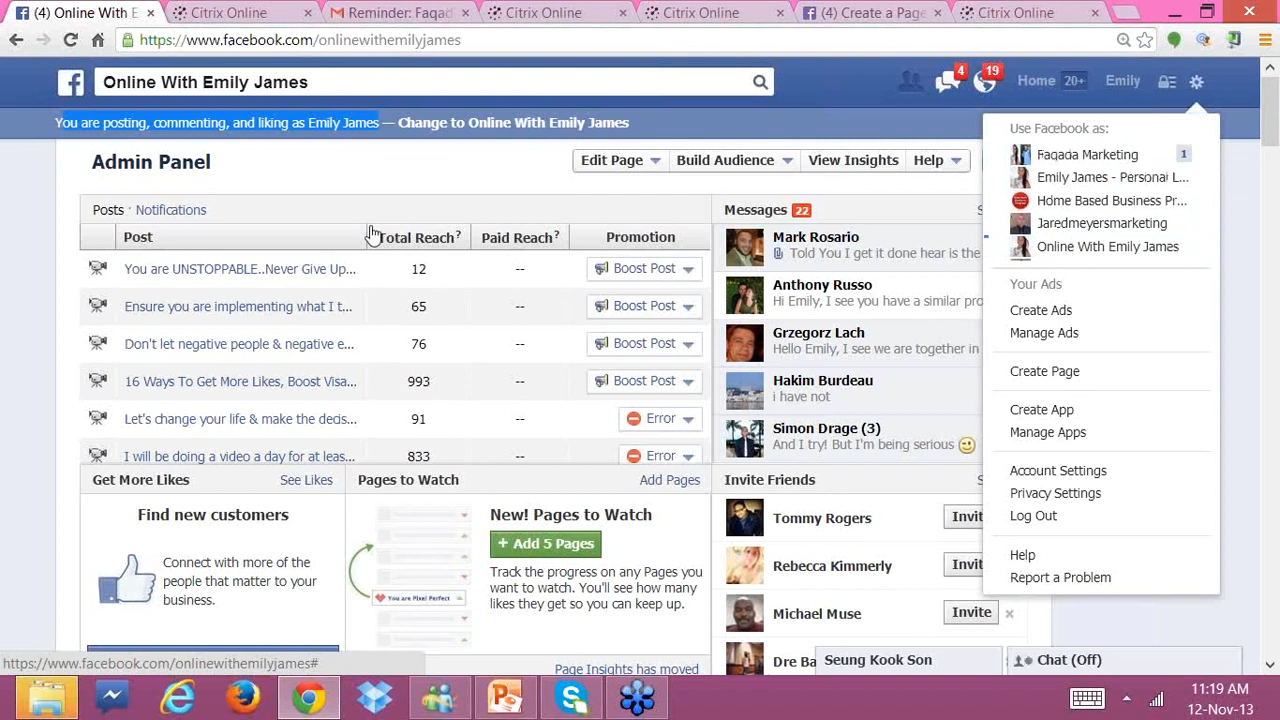 (4) Online With E
Citrix Online
M Reminder: Faqad
Citrix Online
Citrix Online
(4) Create a Page
Citrix Online
https://www.facebook.com/onlinewithemilyjames
Online With Emily James
4
19
Home 20+
Emily
You are posting, commenting, and liking as Emily James — Change to Online With Emily James
Admin Panel
Edit Page
Build Audience
View Insights
Help
Posts · Notifications
Post
Total Reach?
Paid Reach?
Promotion
You are UNSTOPPABLE..Never Give Up...
12
--
Boost Post
Ensure you are implementing what I t...
65
--
Boost Post
Don't let negative people & negative e...
76
--
Boost Post
16 Ways To Get More Likes, Boost Visa...
993
--
Boost Post
Let's change your life & make the decis...
91
--
Error
I will be doing a video a day for at leas...
833
--
Error
Messages 22
S
Mark Rosario
Told You I get it done hear is the
Anthony Russo
Hi Emily, I see you have a similar pro
Grzegorz Lach
Hello Emily, I see we are together in
Hakim Burdeau
i have not
Simon Drage (3)
And I try! But I'm being serious
Use Facebook as:
Faqada Marketing 1
Emily James - Personal L...
Home Based Business Pr...
Jaredmeyersmarketing
Online With Emily James
Your Ads
Create Ads
Manage Ads
Create Page
Create App
Manage Apps
Account Settings
Privacy Settings
Log Out
Help
Report a Problem
Get More Likes
See Likes
Find new customers
Connect with more of the
people that matter to your
business.
Pages to Watch
Add Pages
You are Pixel Perfect
New! Pages to Watch
+ Add 5 Pages
Track the progress on any Pages you
want to watch. You'll see how many
likes they get so you can keep up.
Page Insights has moved
Invite Friends
S
Tommy Rogers
Invit
Rebecca Kimmerly
Invit
Michael Muse
Invite
Dre Ba
Seung Kook Son
Chat (Off)
https://www.facebook.com/onlinewithemilyjames#
11:19 AM
12-Nov-13